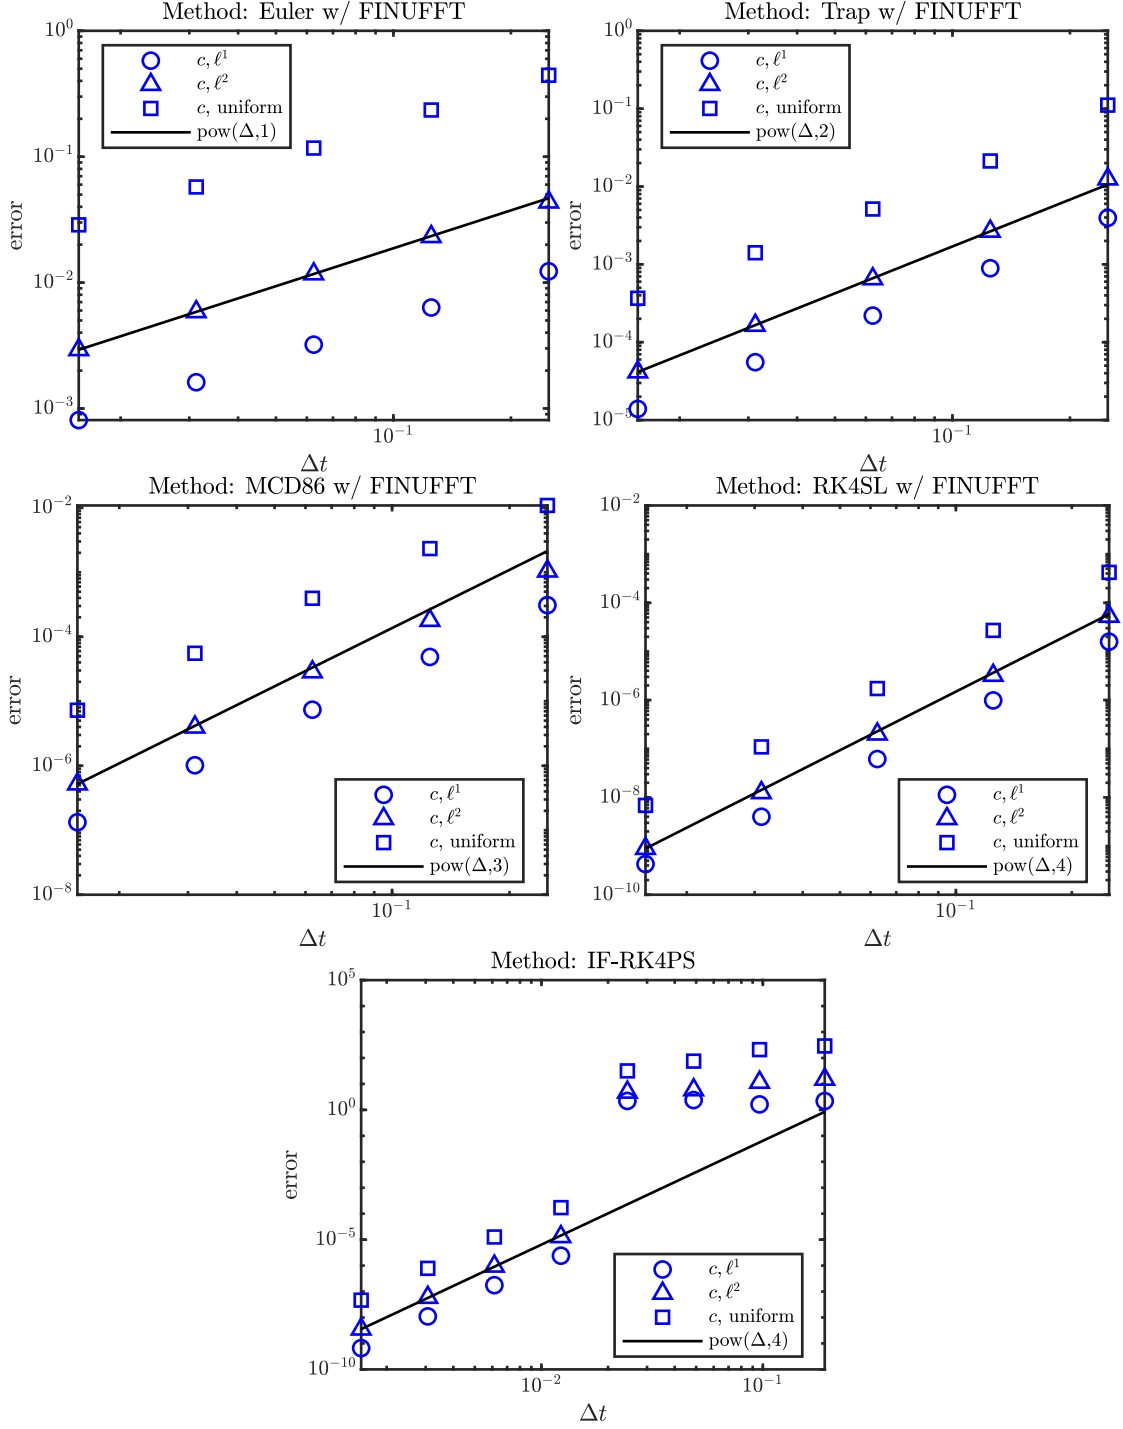 Method: Euler w/ FINUFFT
10^0
10^-1
10^-2
10^-3
error
c, ℓ^1
c, ℓ^2
c, uniform
pow(Δ,1)
10^-1
Δt
Method: Trap w/ FINUFFT
10^0
10^-1
10^-2
10^-3
10^-4
10^-5
error
c, ℓ^1
c, ℓ^2
c, uniform
pow(Δ,2)
10^-1
Δt
Method: MCD86 w/ FINUFFT
10^-2
10^-4
10^-6
10^-8
error
c, ℓ^1
c, ℓ^2
c, uniform
pow(Δ,3)
10^-1
Δt
Method: RK4SL w/ FINUFFT
10^-2
10^-4
10^-6
10^-8
10^-10
error
c, ℓ^1
c, ℓ^2
c, uniform
pow(Δ,4)
10^-1
Δt
Method: IF-RK4PS
10^5
10^0
10^-5
10^-10
error
c, ℓ^1
c, ℓ^2
c, uniform
pow(Δ,4)
10^-2
10^-1
Δt